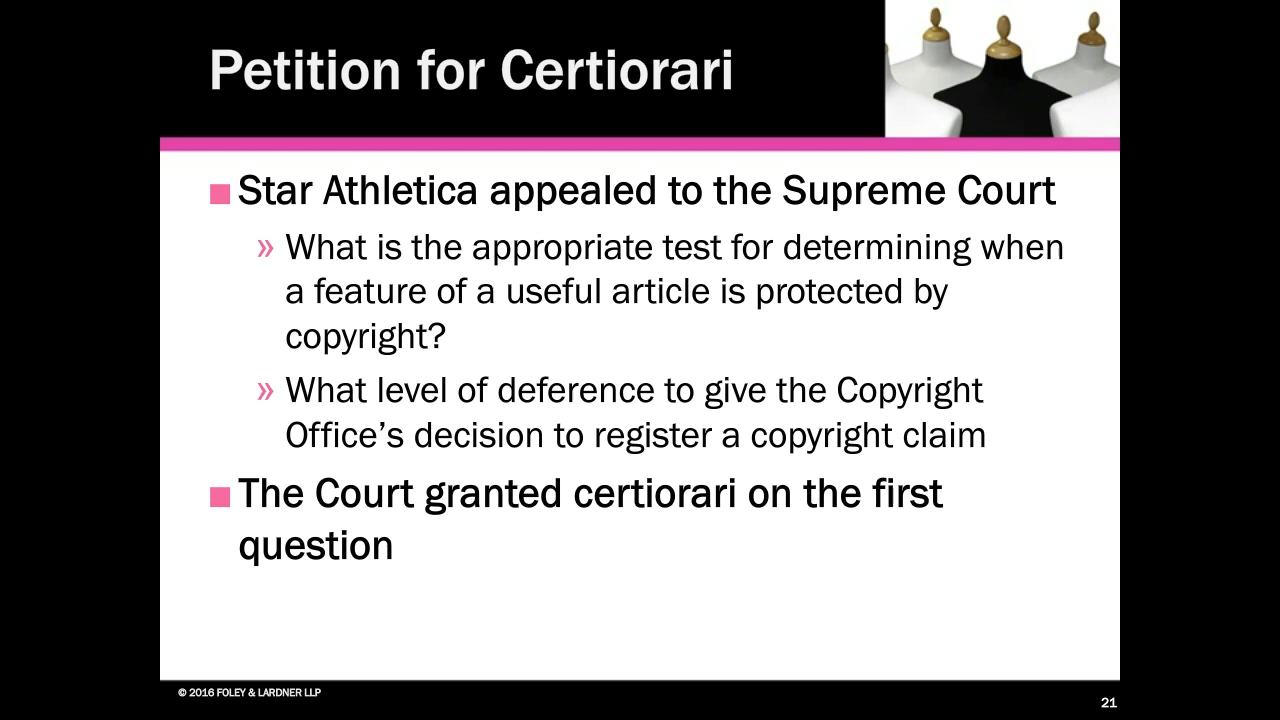 Petition for Certiorari
■ Star Athletica appealed to the Supreme Court
» What is the appropriate test for determining when
a feature of a useful article is protected by
copyright?
» What level of deference to give the Copyright
Office’s decision to register a copyright claim
■ The Court granted certiorari on the first
question
© 2016 FOLEY & LARDNER LLP
21